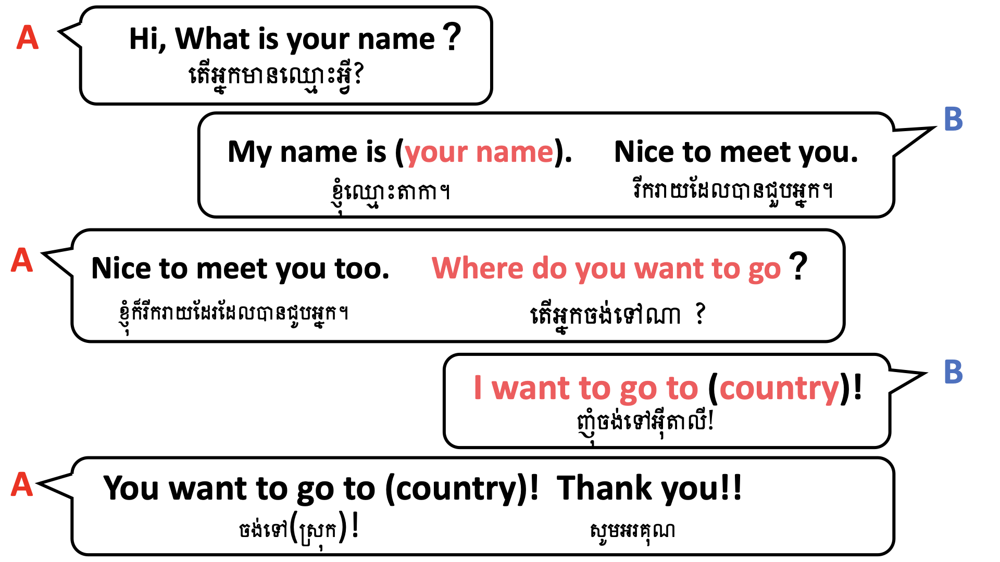 A
Hi, What is your name ?
តើអ្នកមានឈ្មោះអ្វី?
B
My name is (your name). Nice to meet you.
ខ្ញុំឈ្មោះតាកា។ រីករាយដែលបានជួបអ្នក។
A
Nice to meet you too. Where do you want to go ?
ខ្ញុំក៏រីករាយដែរដែលបានជួបអ្នក។ តើអ្នកចង់ទៅណា ?
B
I want to go to (country)!
ញុំចង់ទៅអ៊ីតាលី!
A
You want to go to (country)! Thank you!!
ចង់ទៅ(ស្រុក)! សូមអរគុណ